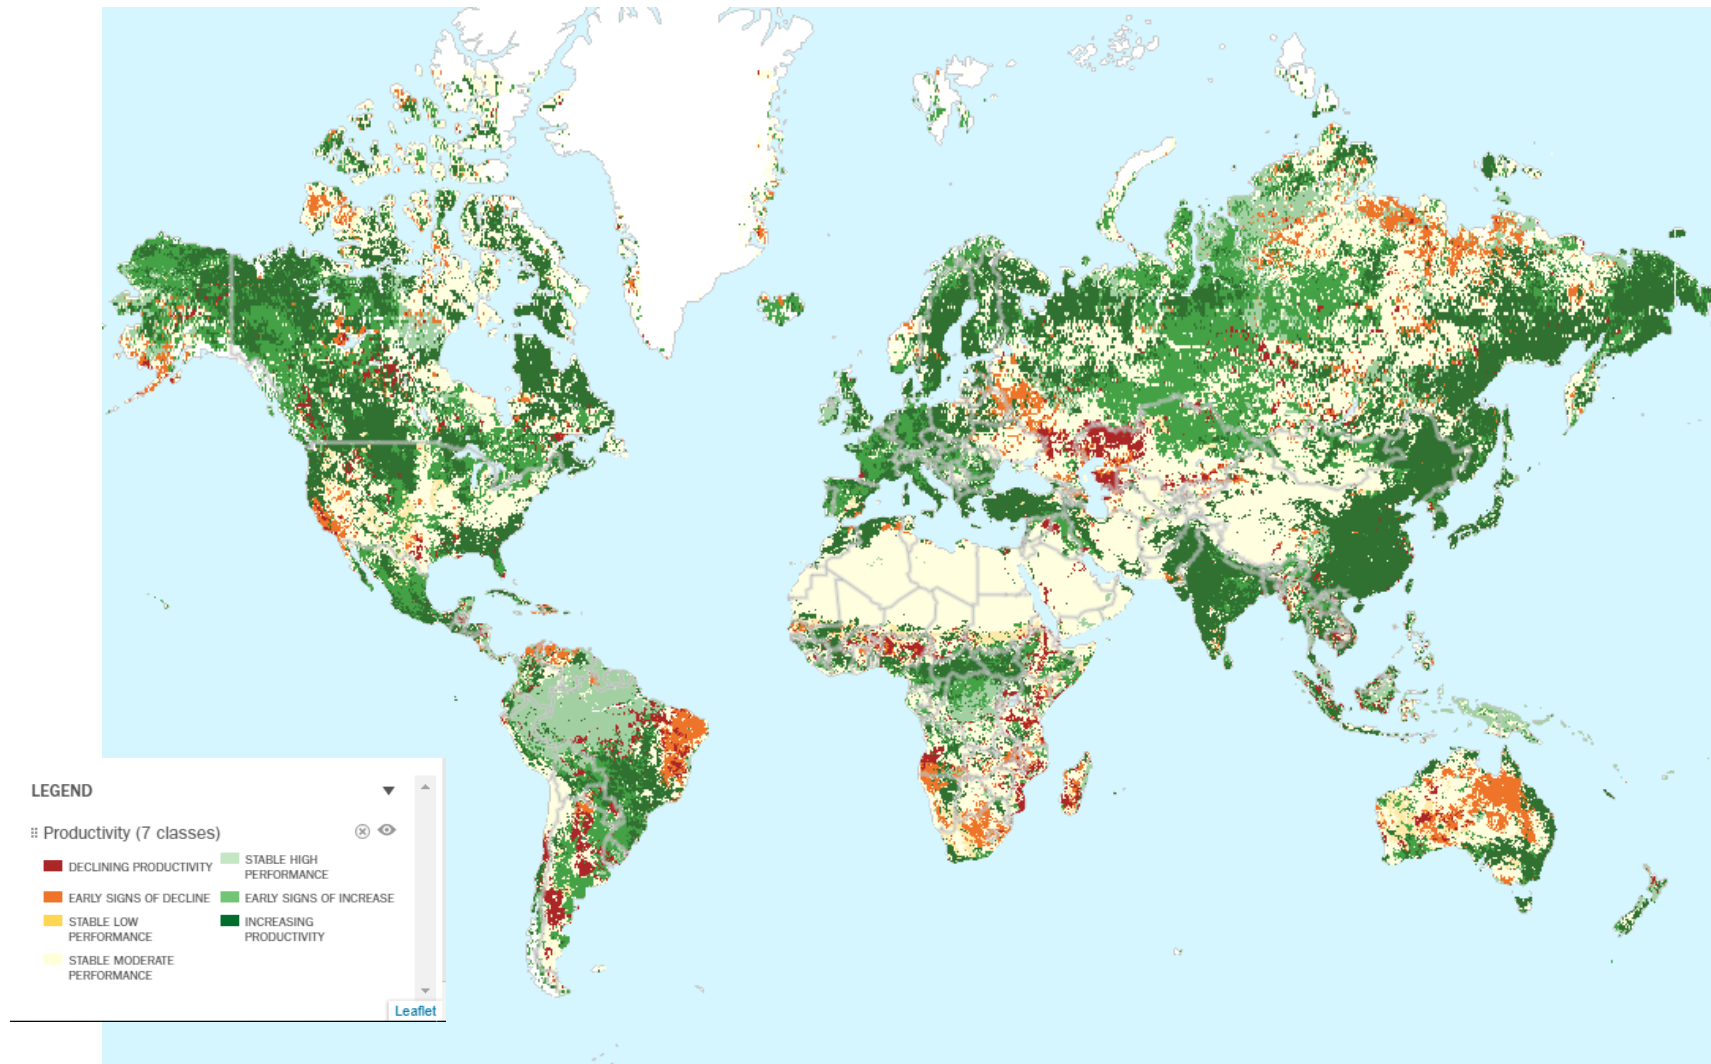 LEGEND
Productivity (7 classes)
DECLINING PRODUCTIVITY
STABLE HIGH
PERFORMANCE
EARLY SIGNS OF DECLINE
EARLY SIGNS OF INCREASE
STABLE LOW
PERFORMANCE
INCREASING
PRODUCTIVITY
STABLE MODERATE
PERFORMANCE
Leaflet